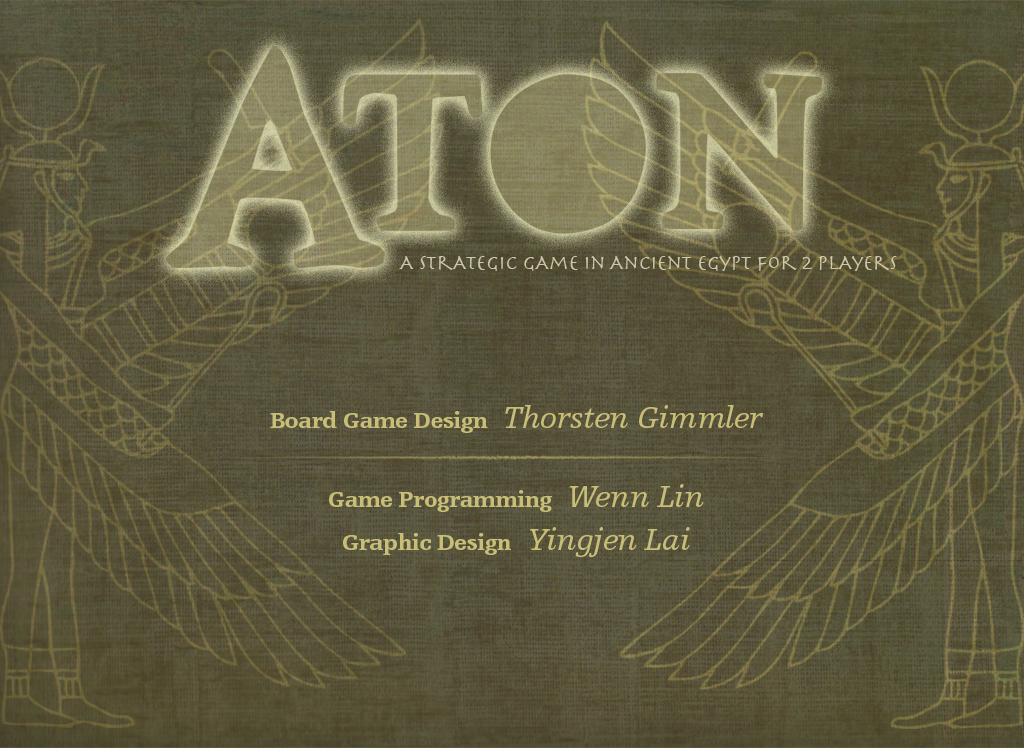 ATON
A STRATEGIC GAME IN ANCIENT EGYPT FOR 2 PLAYERS
Board Game Design Thorsten Gimmler
Game Programming Wenn Lin
Graphic Design Yingjen Lai